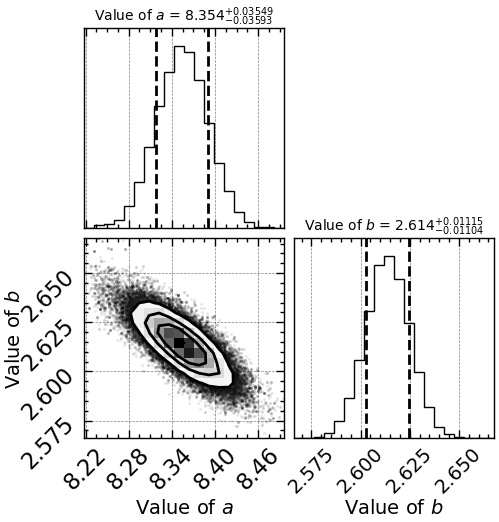 Value of a = 8.354^{+0.03549}_{-0.03593}
Value of b = 2.614^{+0.01115}_{-0.01104}
Value of b
2.650
2.625
2.600
2.575
8.22 8.28 8.34 8.40 8.46
Value of a
2.575 2.600 2.625 2.650
Value of b